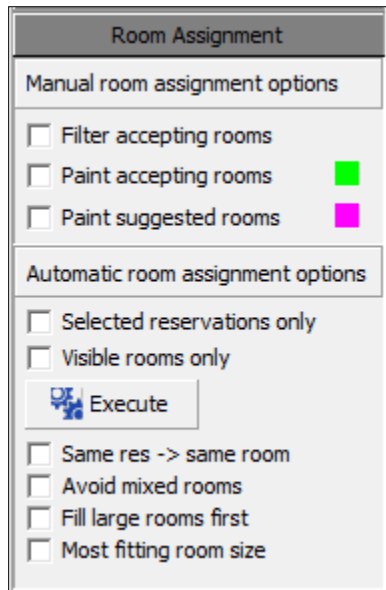 Room Assignment
Manual room assignment options
Filter accepting rooms
Paint accepting rooms
Paint suggested rooms
Automatic room assignment options
Selected reservations only
Visible rooms only
Execute
Same res -> same room
Avoid mixed rooms
Fill large rooms first
Most fitting room size